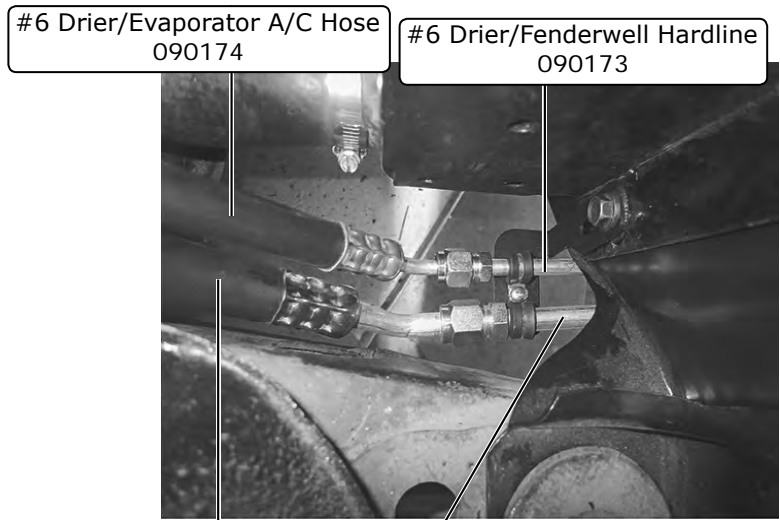 #6 Drier/Evaporator A/C Hose
090174
#6 Drier/Fenderwell Hardline
090173